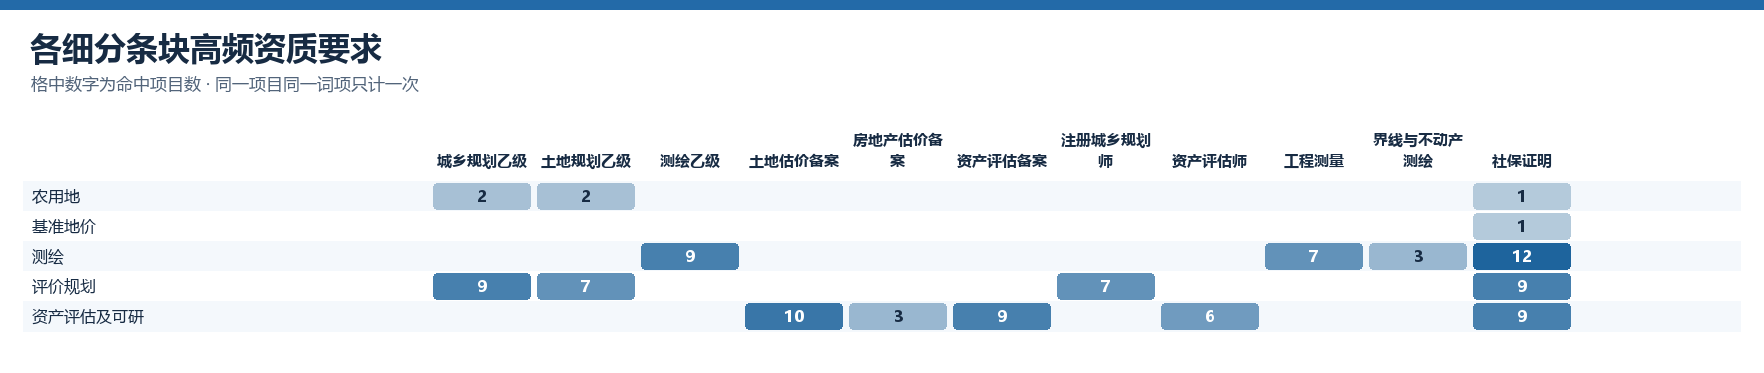 各细分条块高频资质要求
格中数字为命中项目数 · 同一项目同一词项只计一次
城乡规划乙级 土地规划乙级 测绘乙级 土地估价备案 房地产估价备案 资产评估备案 注册城乡规划师 资产评估师 工程测量 界线与不动产测绘 社保证明
农用地 2 2 1
基准地价 1
测绘 9 7 3 12
评价规划 9 7 7 9
资产评估及可研 10 3 9 6 9